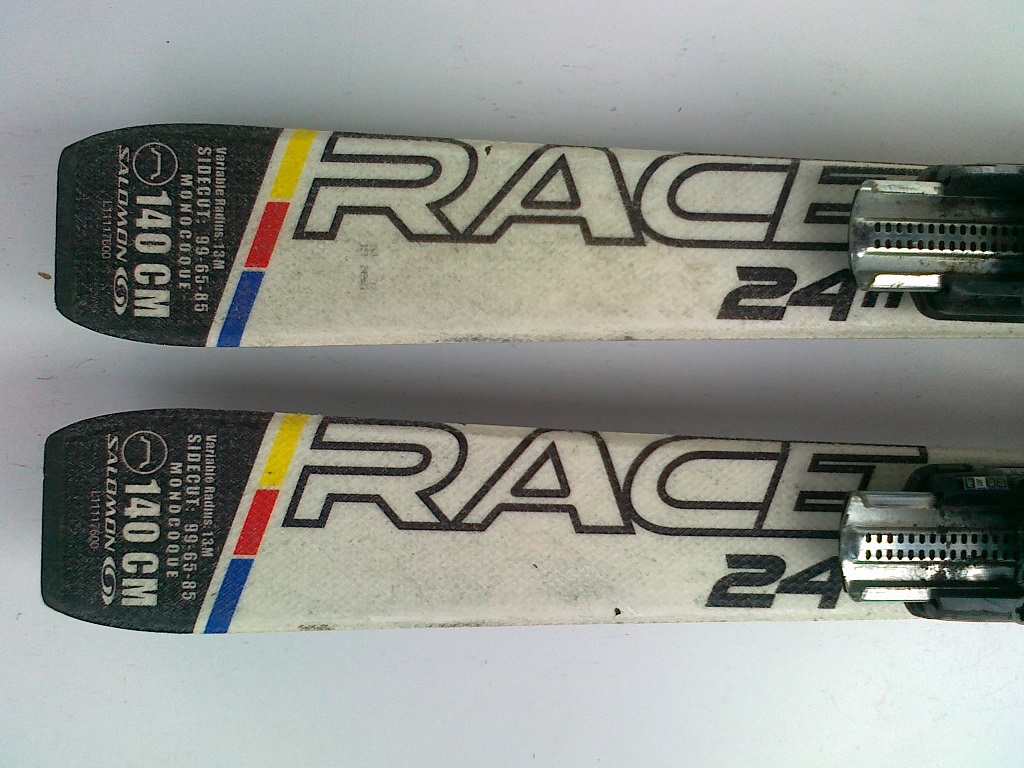 RACE
24
Variable Radius: 13M
SIDECUT: 99-65-85
MONOCOQUE
140 CM
SALOMON
RACE
24
Variable Radius: 13M
SIDECUT: 99-65-85
MONOCOQUE
140 CM
SALOMON